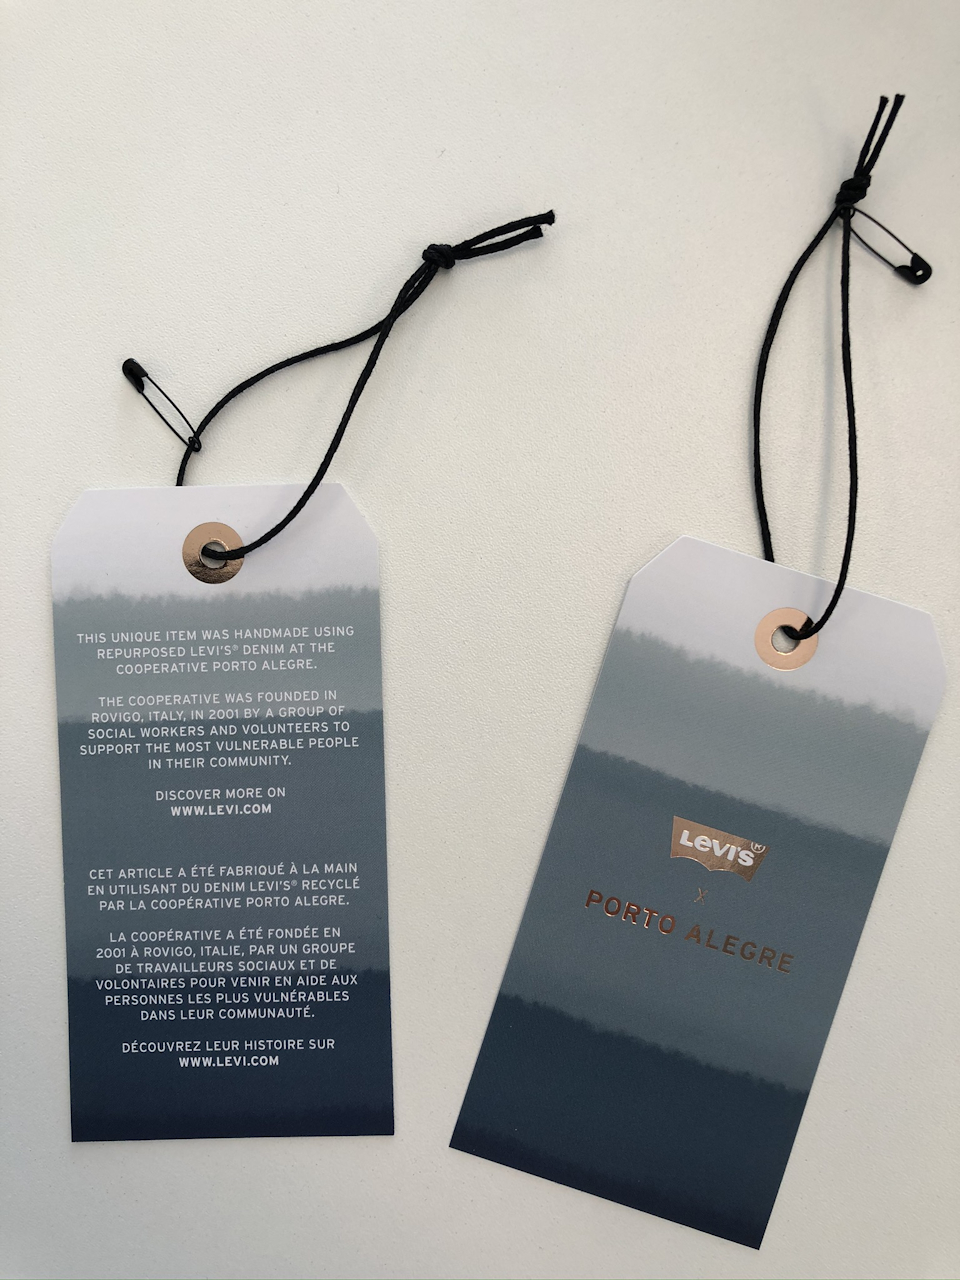 THIS UNIQUE ITEM WAS HANDMADE USING
REPURPOSED LEVI'S® DENIM AT THE
COOPERATIVE PORTO ALEGRE.
THE COOPERATIVE WAS FOUNDED IN
ROVIGO, ITALY, IN 2001 BY A GROUP OF
SOCIAL WORKERS AND VOLUNTEERS TO
SUPPORT THE MOST VULNERABLE PEOPLE
IN THEIR COMMUNITY.
DISCOVER MORE ON
WWW.LEVI.COM
CET ARTICLE A ÉTÉ FABRIQUÉ À LA MAIN
EN UTILISANT DU DENIM LEVI'S® RECYCLÉ
PAR LA COOPÉRATIVE PORTO ALEGRE.
LA COOPÉRATIVE A ÉTÉ FONDÉE EN
2001 À ROVIGO, ITALIE, PAR UN GROUPE
DE TRAVAILLEURS SOCIAUX ET DE
VOLONTAIRES POUR VENIR EN AIDE AUX
PERSONNES LES PLUS VULNÉRABLES
DANS LEUR COMMUNAUTÉ.
DÉCOUVREZ LEUR HISTOIRE SUR
WWW.LEVI.COM
Levi's®
X
PORTO ALEGRE